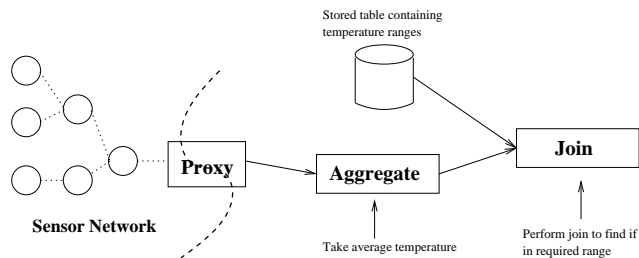 Stored table containing
temperature ranges
Proxy
Aggregate
Join
Sensor Network
Take average temperature
Perform join to find if
in required range